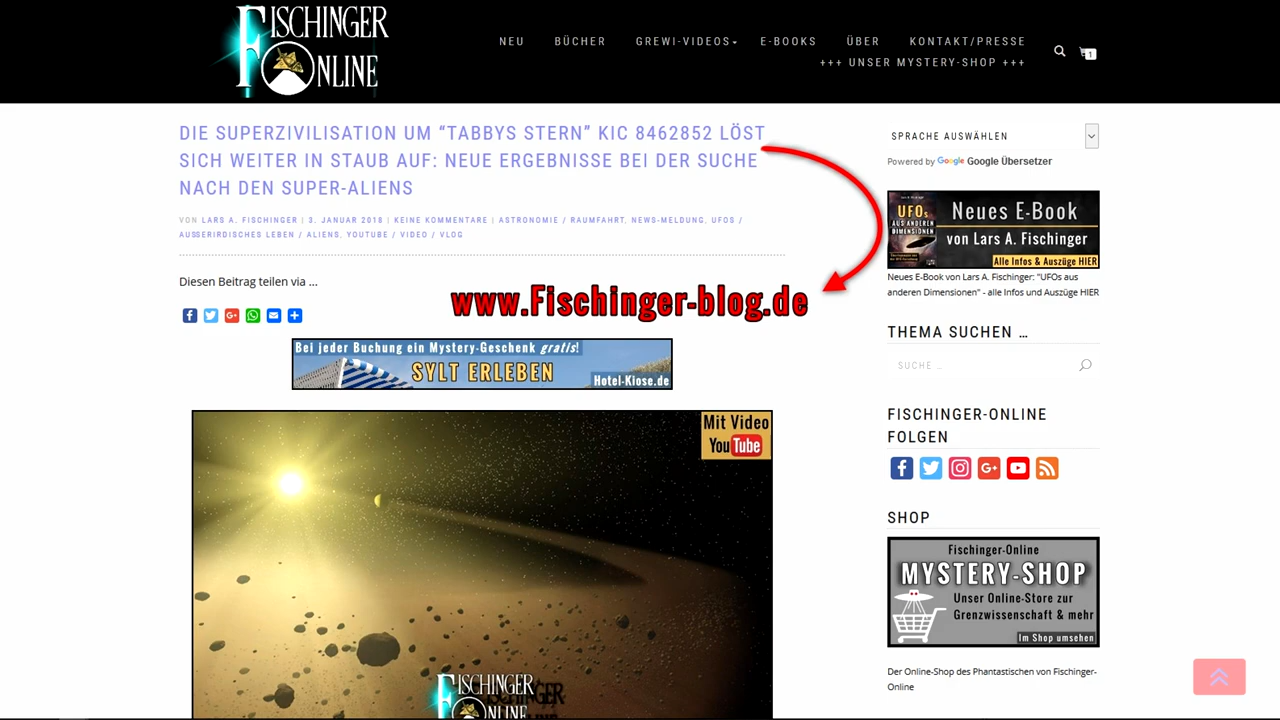 FISCHINGER
ONLINE
NEU BÜCHER GREWI-VIDEOS E-BOOKS ÜBER KONTAKT/PRESSE
+++ UNSER MYSTERY-SHOP +++
1
DIE SUPERZIVILISATION UM “TABBYS STERN” KIC 8462852 LÖST
SICH WEITER IN STAUB AUF: NEUE ERGEBNISSE BEI DER SUCHE
NACH DEN SUPER-ALIENS
VON LARS A. FISCHINGER | 3. JANUAR 2018 | KEINE KOMMENTARE | ASTRONOMIE / RAUMFAHRT, NEWS-MELDUNG, UFOS /
AUSSERIRDISCHES LEBEN / ALIENS, YOUTUBE / VIDEO / VLOG
Diesen Beitrag teilen via ...
www.Fischinger-blog.de
Bei jeder Buchung ein Mystery-Geschenk gratis!
SYLT ERLEBEN
Hotel-Kiose.de
Mit Video
YouTube
FISCHINGER
ONLINE
SPRACHE AUSWÄHLEN
Powered by Google Google Übersetzer
UFOs
AUS ANDEREN
DIMENSIONEN
Neues E-Book
von Lars A. Fischinger
Alle Infos & Auszüge HIER
Neues E-Book von Lars A. Fischinger: "UFOs aus
anderen Dimensionen" - alle Infos und Auszüge HIER
THEMA SUCHEN …
SUCHE …
FISCHINGER-ONLINE
FOLGEN
SHOP
Fischinger-Online
MYSTERY-SHOP
Unser Online-Store zur
Grenzwissenschaft & mehr
Im Shop umsehen
Der Online-Shop des Phantastischen von Fischinger-
Online